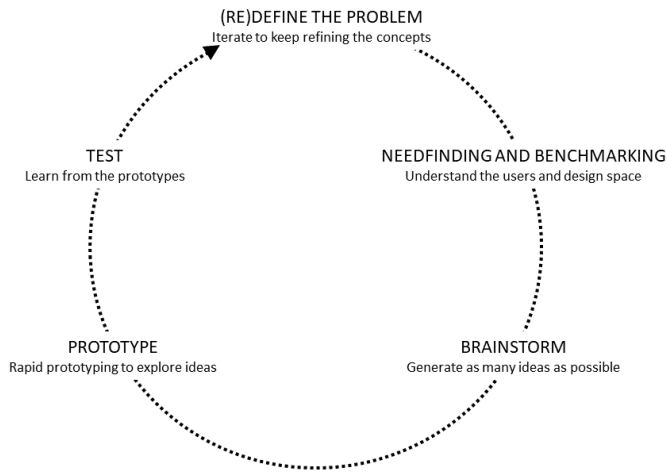 (RE)DEFINE THE PROBLEM
Iterate to keep refining the concepts
NEEDFINDING AND BENCHMARKING
Understand the users and design space
BRAINSTORM
Generate as many ideas as possible
PROTOTYPE
Rapid prototyping to explore ideas
TEST
Learn from the prototypes